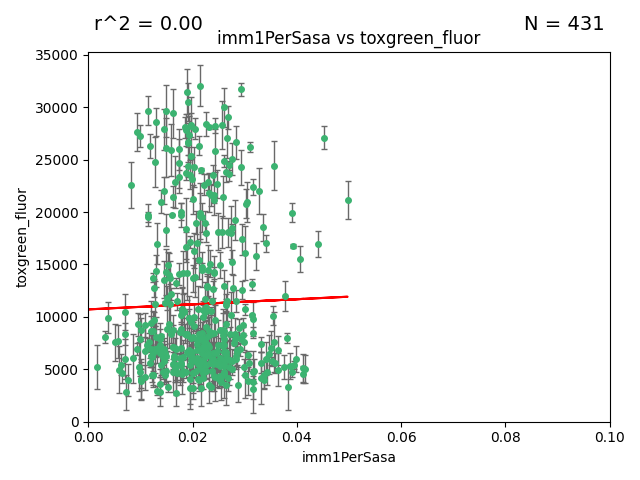 r^2 = 0.00
N = 431
imm1PerSasa vs toxgreen_fluor
35000
30000
25000
20000
15000
10000
5000
0
toxgreen_fluor
0.00
0.02
0.04
0.06
0.08
0.10
imm1PerSasa